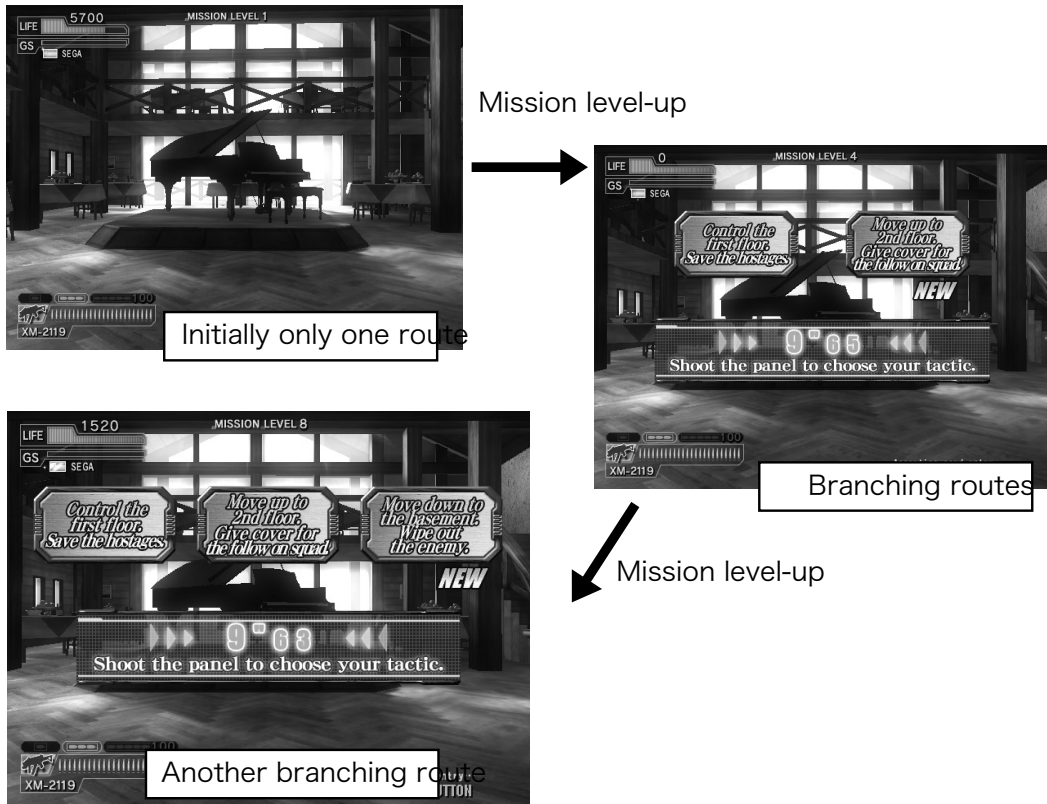 LIFE
5700
MISSION LEVEL 1
GS
SEGA
100
XM-2119
Initially only one route
Mission level-up
LIFE
0
MISSION LEVEL 4
GS
SEGA
Control the
first floor.
Save the hostages.
Move up to
2nd floor.
Give cover for
the follow on squad.
NEW
9"65
Shoot the panel to choose your tactic.
100
XM-2119
Branching routes
Mission level-up
LIFE
1520
MISSION LEVEL 8
GS
SEGA
Control the
first floor.
Save the hostages.
Move up to
2nd floor.
Give cover for
the follow on squad.
Move down to
the basement.
Wipe out
the enemy.
NEW
9"63
Shoot the panel to choose your tactic.
100
XM-2119
Another branching route